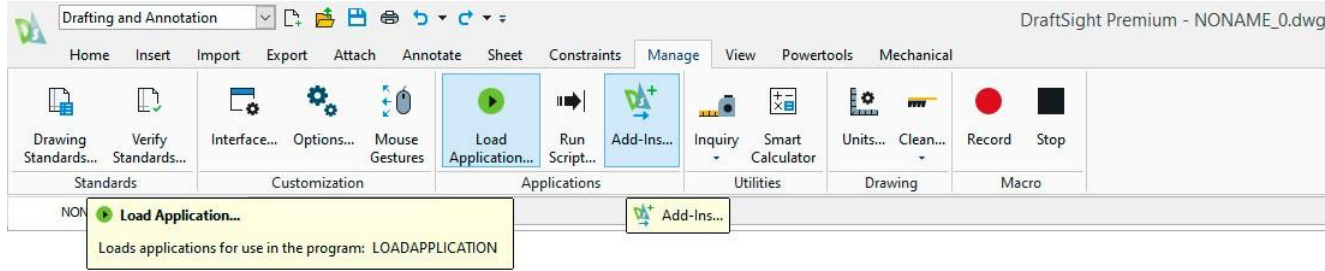 Drafting and Annotation
DraftSight Premium - NONAME_0.dwg
Home Insert Import Export Attach Annotate Sheet Constraints Manage View Powertools Mechanical
Drawing Standards...
Verify Standards...
Interface...
Options...
Mouse Gestures
Load Application...
Run Script...
Add-Ins...
Inquiry
Smart Calculator
Units...
Clean...
Record
Stop
Standards Customization Applications Utilities Drawing Macro
NON
Load Application...
Loads applications for use in the program: LOADAPPLICATION
Add-Ins...